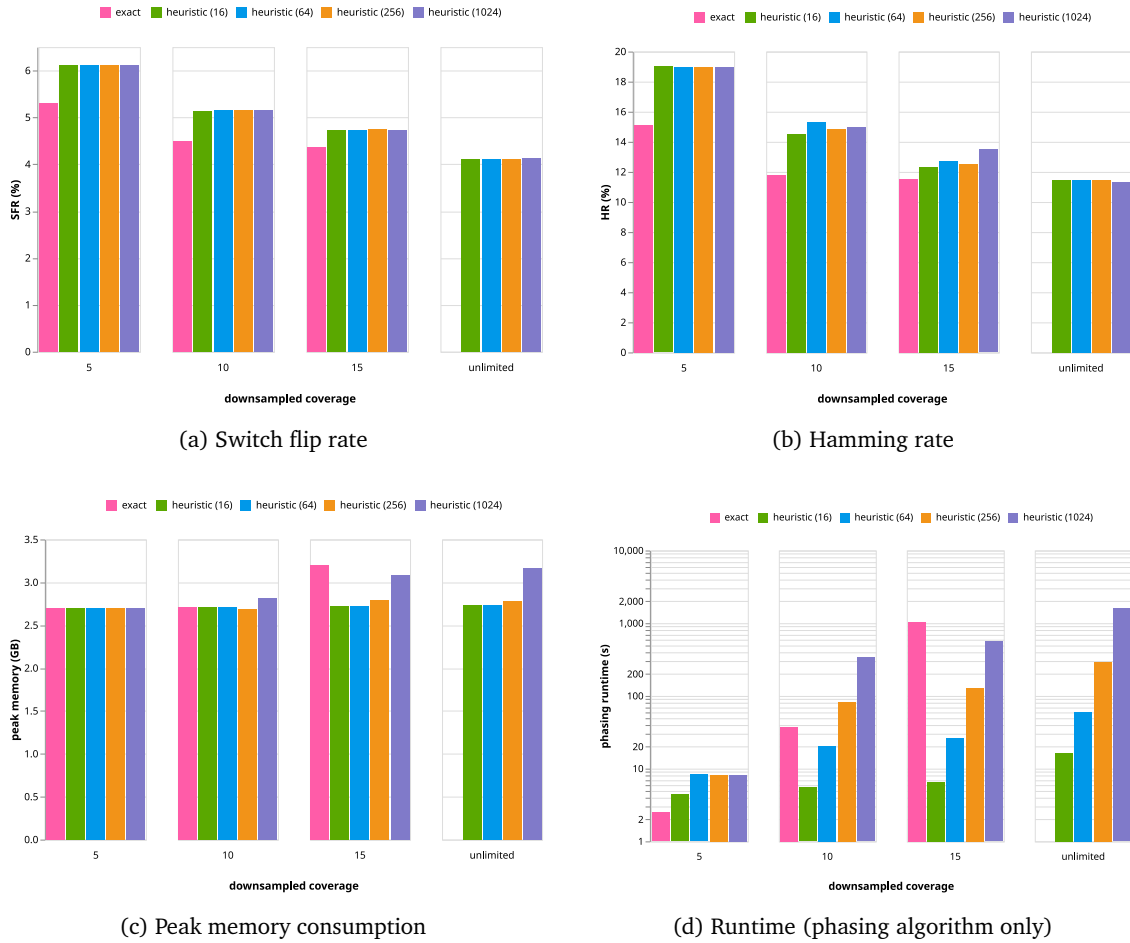 exact heuristic (16) heuristic (64) heuristic (256) heuristic (1024)
6
5
4
3
2
1
0
SFR (%)
5 10 15 unlimited
downsampled coverage
(a) Switch flip rate
exact heuristic (16) heuristic (64) heuristic (256) heuristic (1024)
20
18
16
14
12
10
8
6
4
2
0
HR (%)
5 10 15 unlimited
downsampled coverage
(b) Hamming rate
exact heuristic (16) heuristic (64) heuristic (256) heuristic (1024)
3.5
3.0
2.5
2.0
1.5
1.0
0.5
0.0
peak memory (GB)
5 10 15 unlimited
downsampled coverage
(c) Peak memory consumption
exact heuristic (16) heuristic (64) heuristic (256) heuristic (1024)
10,000
2,000
1,000
200
100
20
10
2
1
phasing runtime (s)
5 10 15 unlimited
downsampled coverage
(d) Runtime (phasing algorithm only)